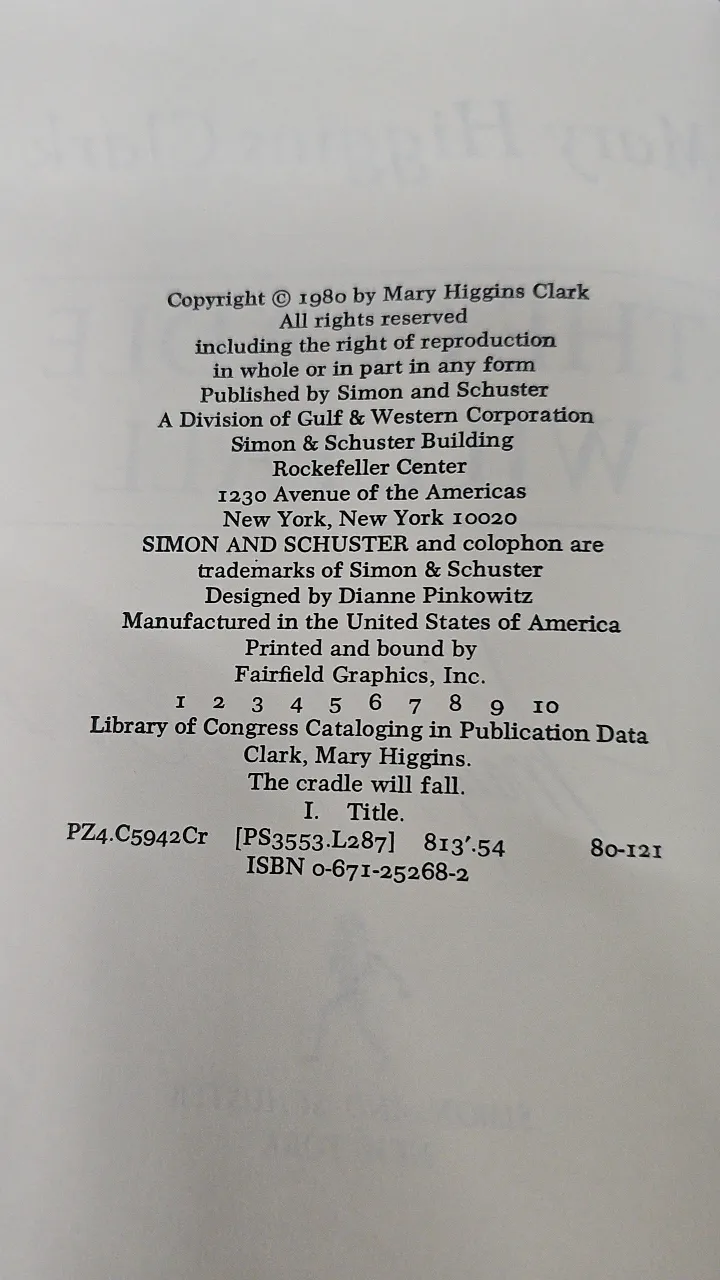 Copyright © 1980 by Mary Higgins Clark
All rights reserved
including the right of reproduction
in whole or in part in any form
Published by Simon and Schuster
A Division of Gulf & Western Corporation
Simon & Schuster Building
Rockefeller Center
1230 Avenue of the Americas
New York, New York 10020
SIMON AND SCHUSTER and colophon are
trademarks of Simon & Schuster
Designed by Dianne Pinkowitz
Manufactured in the United States of America
Printed and bound by
Fairfield Graphics, Inc.
1 2 3 4 5 6 7 8 9 10
Library of Congress Cataloging in Publication Data
Clark, Mary Higgins.
The cradle will fall.
I. Title.
PZ4.C5942Cr [PS3553.L287] 813'.54 80-121
ISBN 0-671-25268-2